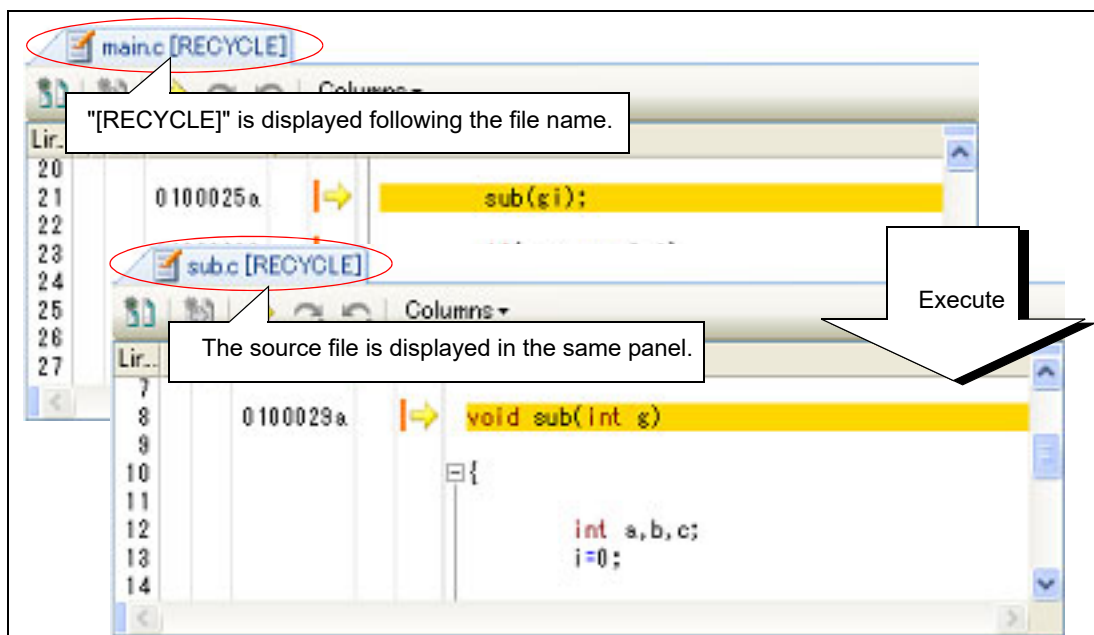 main.c [RECYCLE]
"[RECYCLE]" is displayed following the file name.
Lir...
20
21 0100025a sub(gi);
22
23
24
25
26
27
sub.c [RECYCLE]
Columns
Execute
The source file is displayed in the same panel.
Lir...
7
8 0100029a void sub(int g)
9
10 {
11
12 int a,b,c;
13 i=0;
14